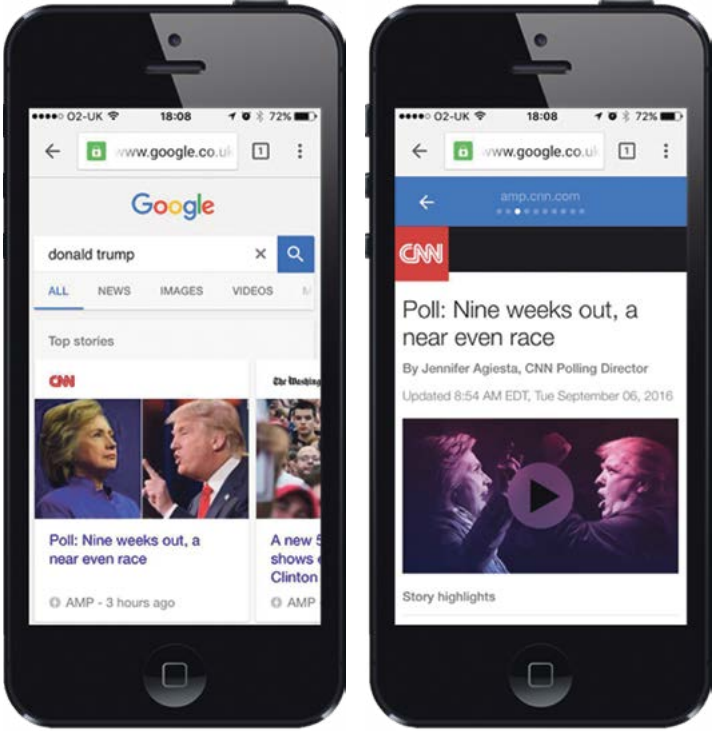 O2-UK 18:08 72%
www.google.co.uk 1
Google
donald trump
ALL NEWS IMAGES VIDEOS
Top stories
CNN
The Washing
Poll: Nine weeks out, a
near even race
AMP - 3 hours ago
A new 5
shows
Clinton
AMP
O2-UK 18:08 72%
www.google.co.uk 1
amp.cnn.com
CNN
Poll: Nine weeks out, a
near even race
By Jennifer Agiesta, CNN Polling Director
Updated 8:54 AM EDT, Tue September 06, 2016
Story highlights